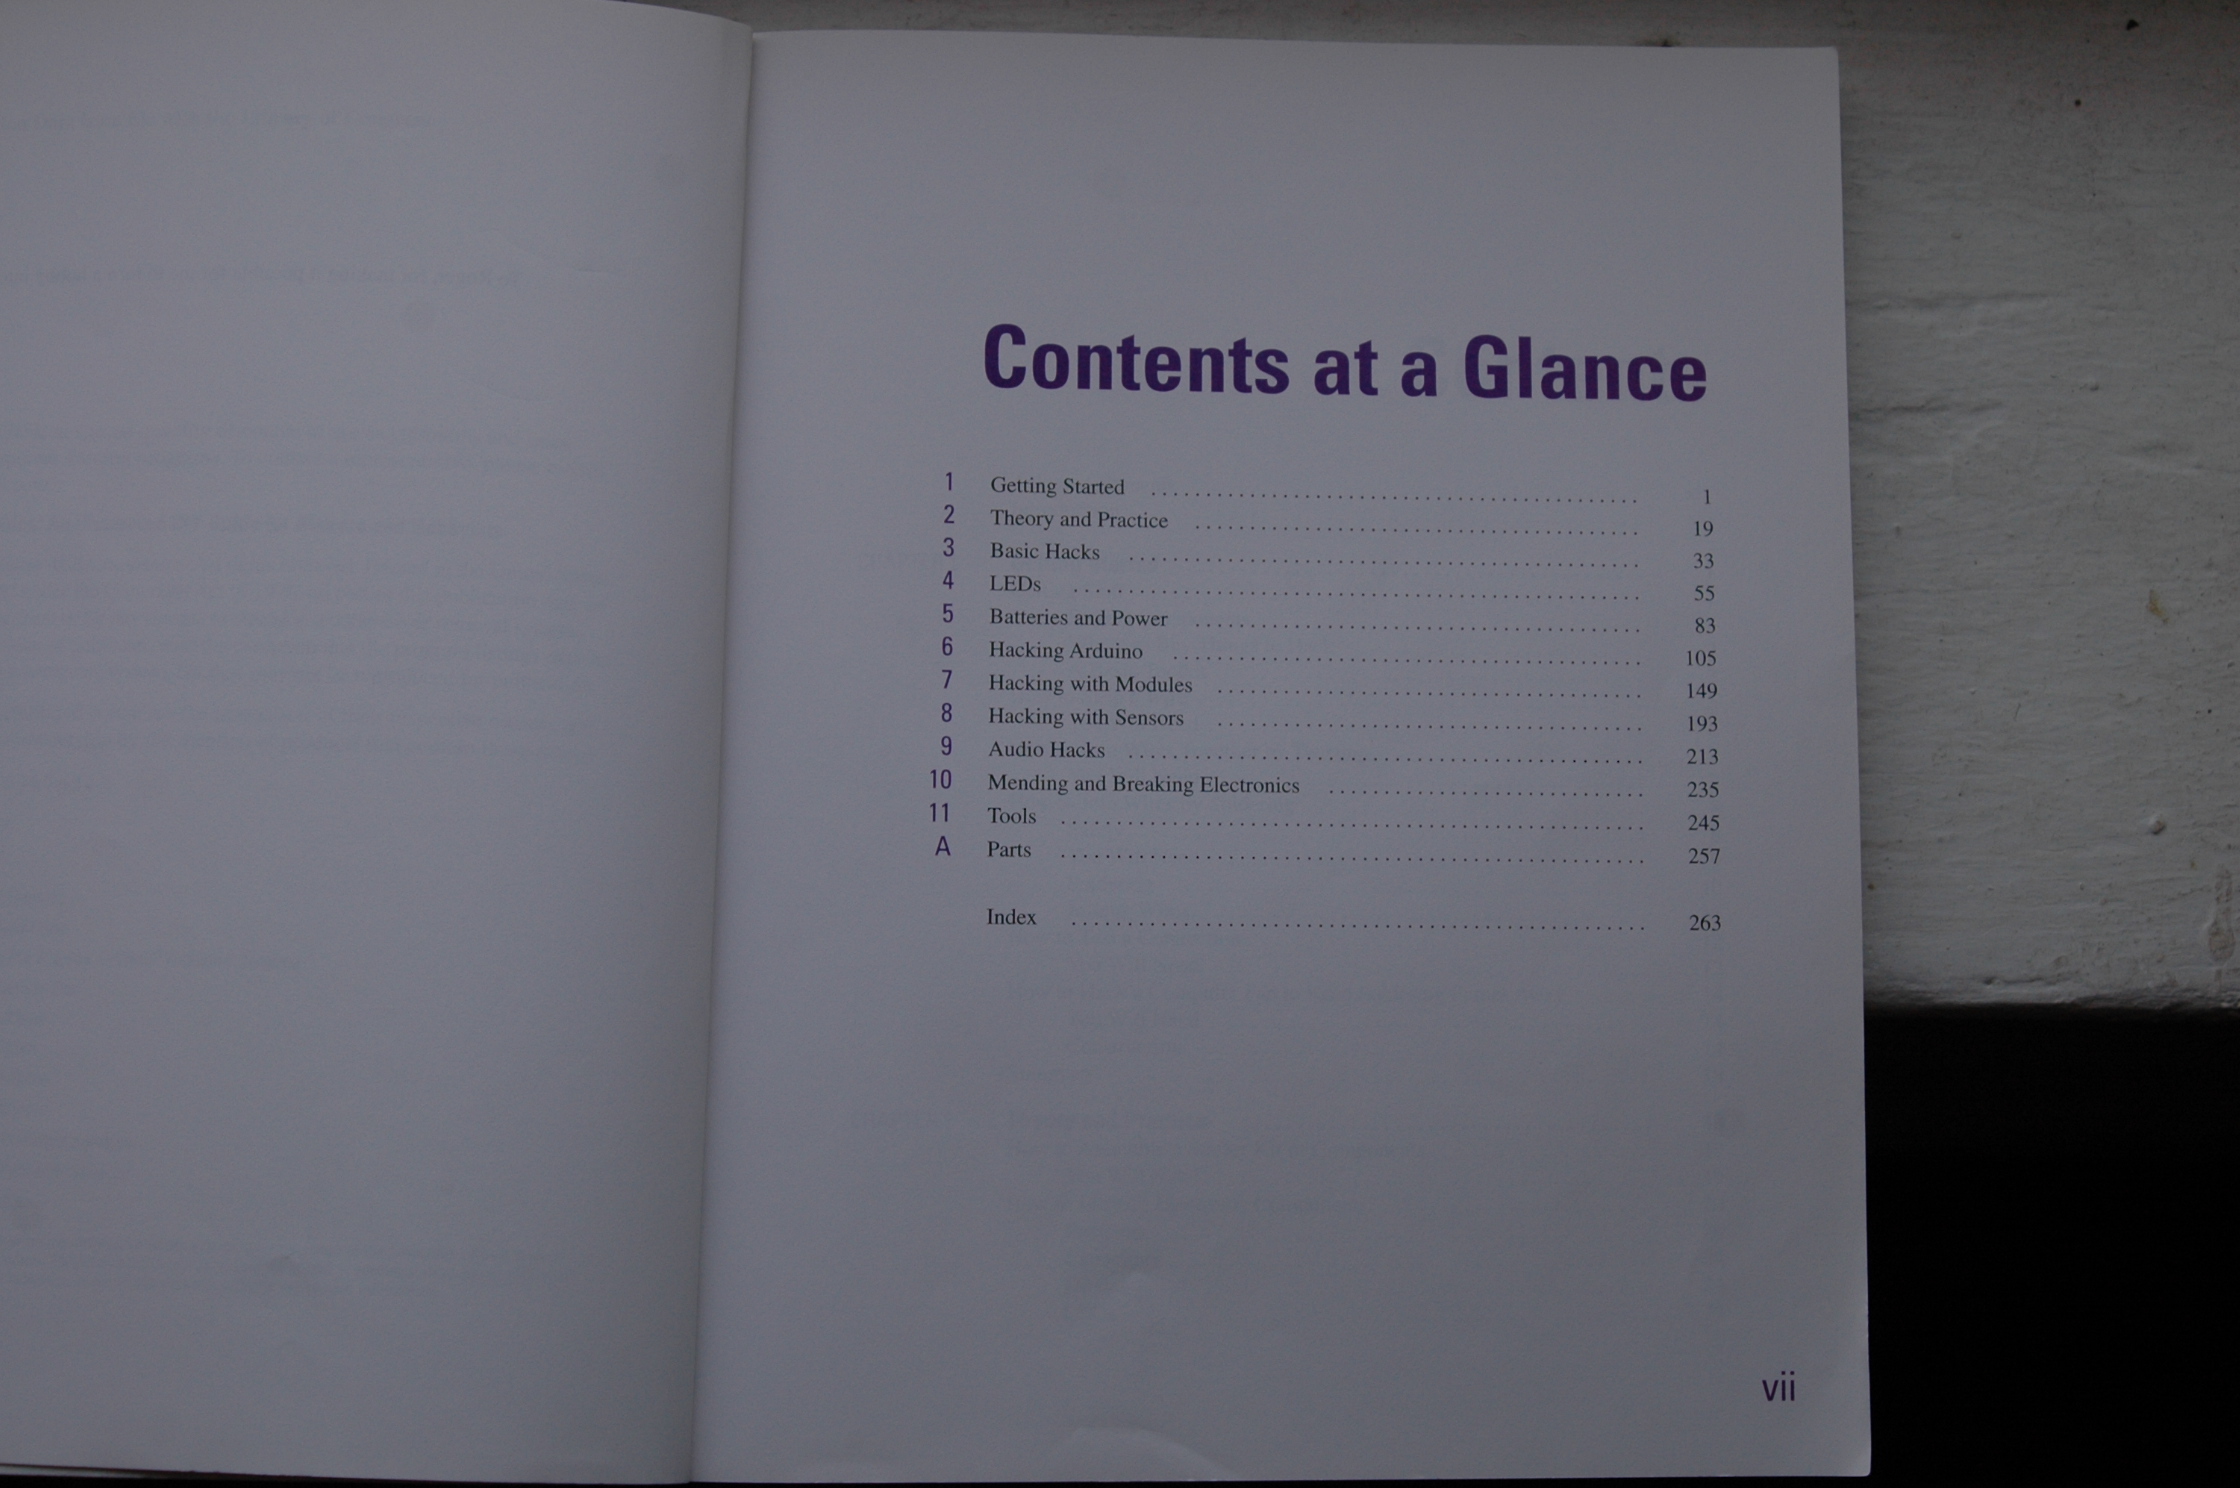 Contents at a Glance
1 Getting Started . . . . . . . . . . . . . . . . . . . . . . . . . . . . . . . . . . . . . . . . . . . . 1
2 Theory and Practice . . . . . . . . . . . . . . . . . . . . . . . . . . . . . . . . . . . . . . . . 19
3 Basic Hacks . . . . . . . . . . . . . . . . . . . . . . . . . . . . . . . . . . . . . . . . . . . . . . 33
4 LEDs . . . . . . . . . . . . . . . . . . . . . . . . . . . . . . . . . . . . . . . . . . . . . . . . . . . 55
5 Batteries and Power . . . . . . . . . . . . . . . . . . . . . . . . . . . . . . . . . . . . . . . . 83
6 Hacking Arduino . . . . . . . . . . . . . . . . . . . . . . . . . . . . . . . . . . . . . . . . . . 105
7 Hacking with Modules . . . . . . . . . . . . . . . . . . . . . . . . . . . . . . . . . . . . . . 149
8 Hacking with Sensors . . . . . . . . . . . . . . . . . . . . . . . . . . . . . . . . . . . . . . 193
9 Audio Hacks . . . . . . . . . . . . . . . . . . . . . . . . . . . . . . . . . . . . . . . . . . . . . . 213
10 Mending and Breaking Electronics . . . . . . . . . . . . . . . . . . . . . . . . . . . . 235
11 Tools . . . . . . . . . . . . . . . . . . . . . . . . . . . . . . . . . . . . . . . . . . . . . . . . . . . . 245
A Parts . . . . . . . . . . . . . . . . . . . . . . . . . . . . . . . . . . . . . . . . . . . . . . . . . . . . 257
Index . . . . . . . . . . . . . . . . . . . . . . . . . . . . . . . . . . . . . . . . . . . . . . . . . . . 263
vii